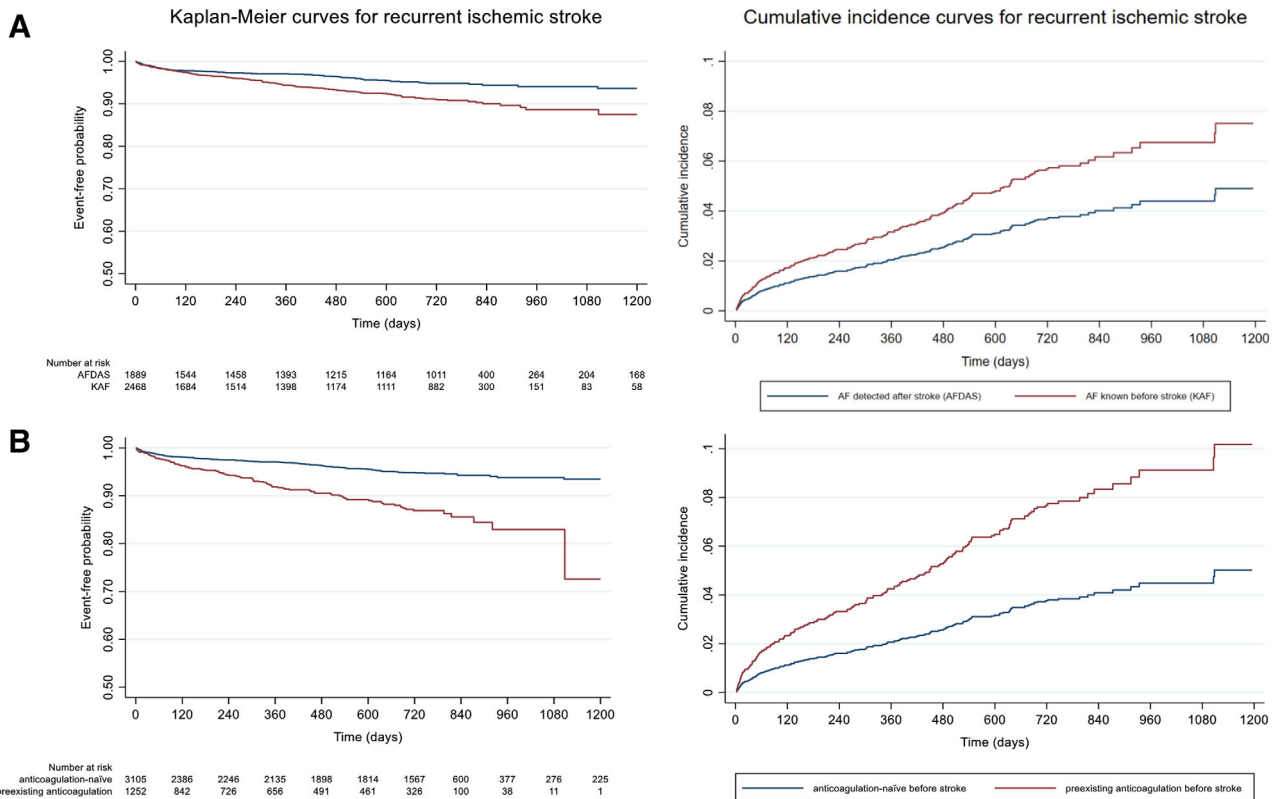 A
Kaplan-Meier curves for recurrent ischemic stroke
Event-free probability
1.00
0.90
0.80
0.70
0.60
0.50
0 120 240 360 480 600 720 840 960 1080 1200
Time (days)
Number at risk
AFDAS 1889 1544 1458 1393 1215 1164 1011 400 264 204 168
KAF 2468 1684 1514 1398 1174 1111 882 300 151 83 58
Cumulative incidence curves for recurrent ischemic stroke
Cumulative incidence
.1
.08
.06
.04
.02
0
0 120 240 360 480 600 720 840 960 1080 1200
Time (days)
AF detected after stroke (AFDAS) AF known before stroke (KAF)
B
Event-free probability
1.00
0.90
0.80
0.70
0.60
0.50
0 120 240 360 480 600 720 840 960 1080 1200
Time (days)
Number at risk
anticoagulation-naïve 3105 2386 2246 2135 1898 1814 1567 600 377 276 225
preexisting anticoagulation 1252 842 726 656 491 461 326 100 38 11 1
Cumulative incidence
.1
.08
.06
.04
.02
0
0 120 240 360 480 600 720 840 960 1080 1200
Time (days)
anticoagulation-naïve before stroke preexisting anticoagulation before stroke